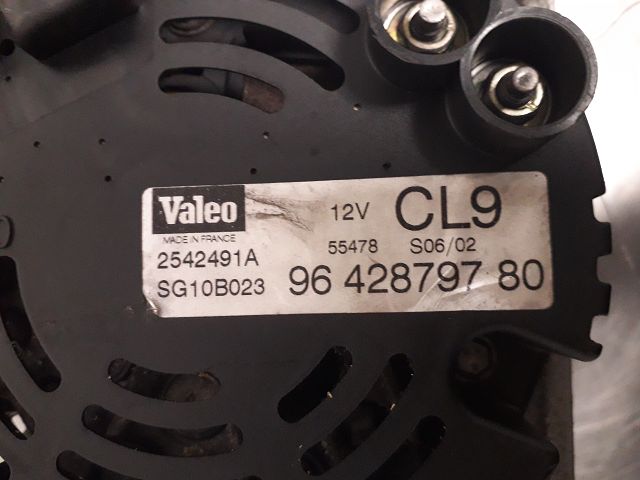 Valeo 12V CL9
MADE IN FRANCE
2542491A 55478 S06/02
SG10B023 96 428797 80